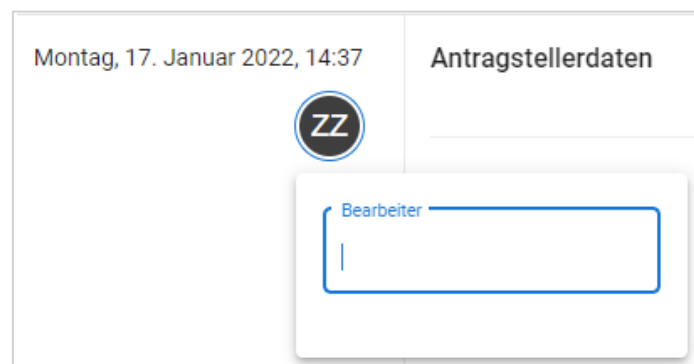 Montag, 17. Januar 2022, 14:37
Antragstellerdaten
ZZ
Bearbeiter